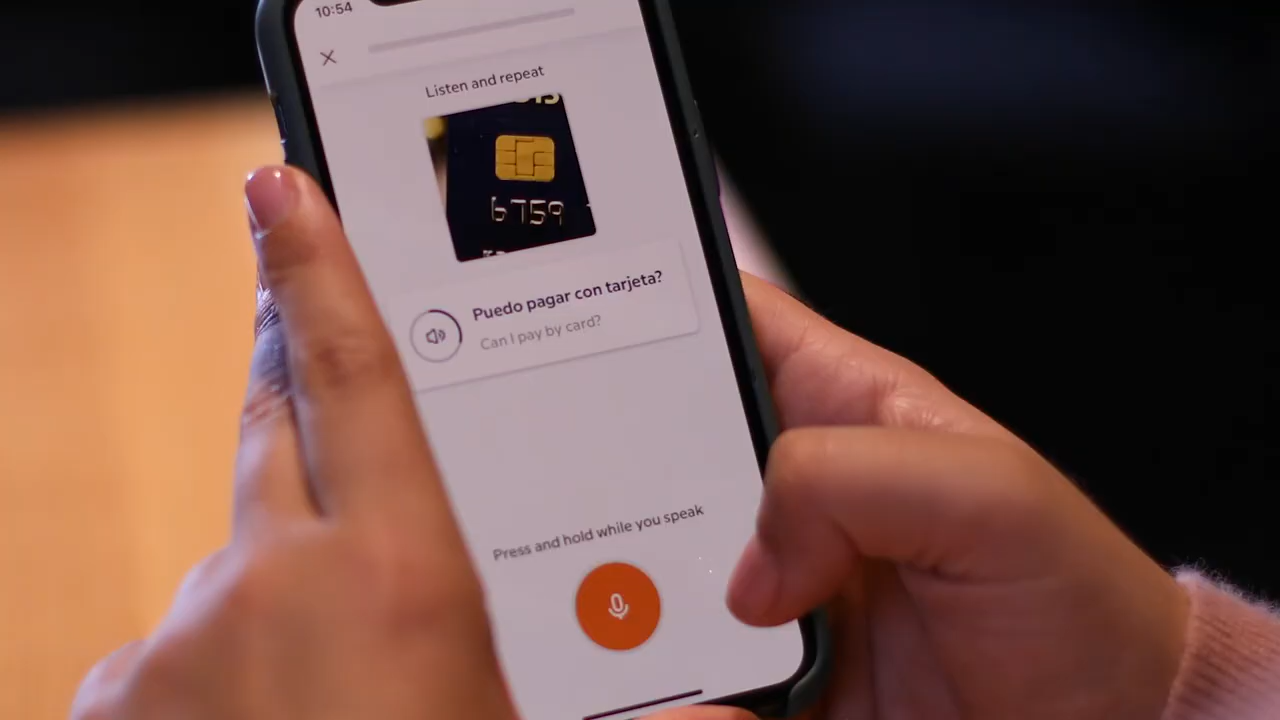 10:54
Listen and repeat
6759
Puedo pagar con tarjeta?
Can I pay by card?
Press and hold while you speak